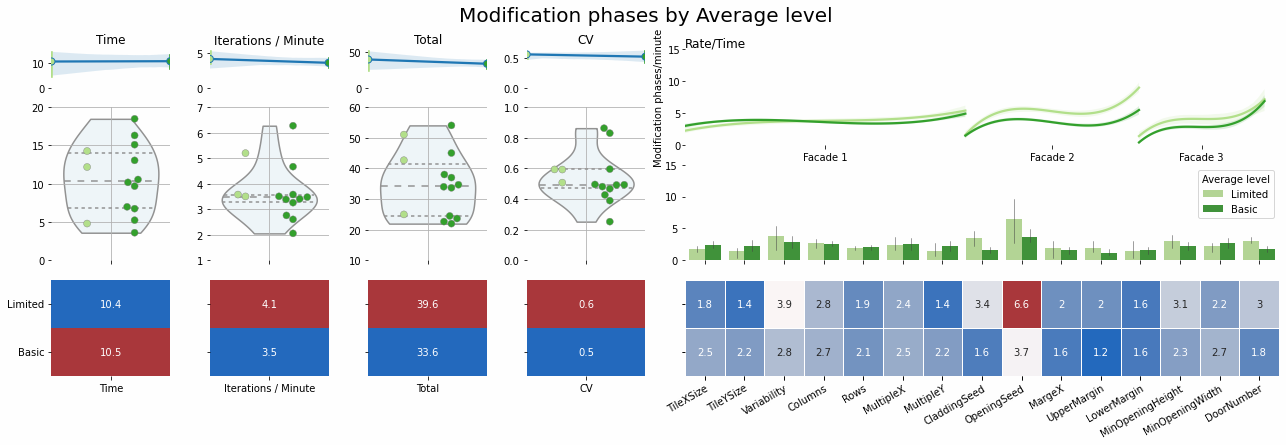 Modification phases by Average level
Time
Iterations / Minute
Total
CV
Rate/Time
10
0
5
0
50
0
0.5
0.0
15
10
5
0
Modification phases/minute
Facade 1
Facade 2
Facade 3
20
15
10
5
0
7
6
5
4
3
2
1
60
50
40
30
20
10
1.0
0.8
0.6
0.4
0.2
0.0
15
10
5
0
Average level
Limited
Basic
Limited
10.4
4.1
39.6
0.6
1.8 1.4 3.9 2.8 1.9 2.4 1.4 3.4 6.6 2 2 1.6 3.1 2.2 3
Basic
10.5
3.5
33.6
0.5
2.5 2.2 2.8 2.7 2.1 2.5 2.2 1.6 3.7 1.6 1.2 1.6 2.3 2.7 1.8
Time
Iterations / Minute
Total
CV
TileXSize
TileYSize
Variability
Columns
Rows
MultipleX
MultipleY
CladdingSeed
OpeningSeed
MargeX
UpperMargin
LowerMargin
MinOpeningHeight
MinOpeningWidth
DoorNumber